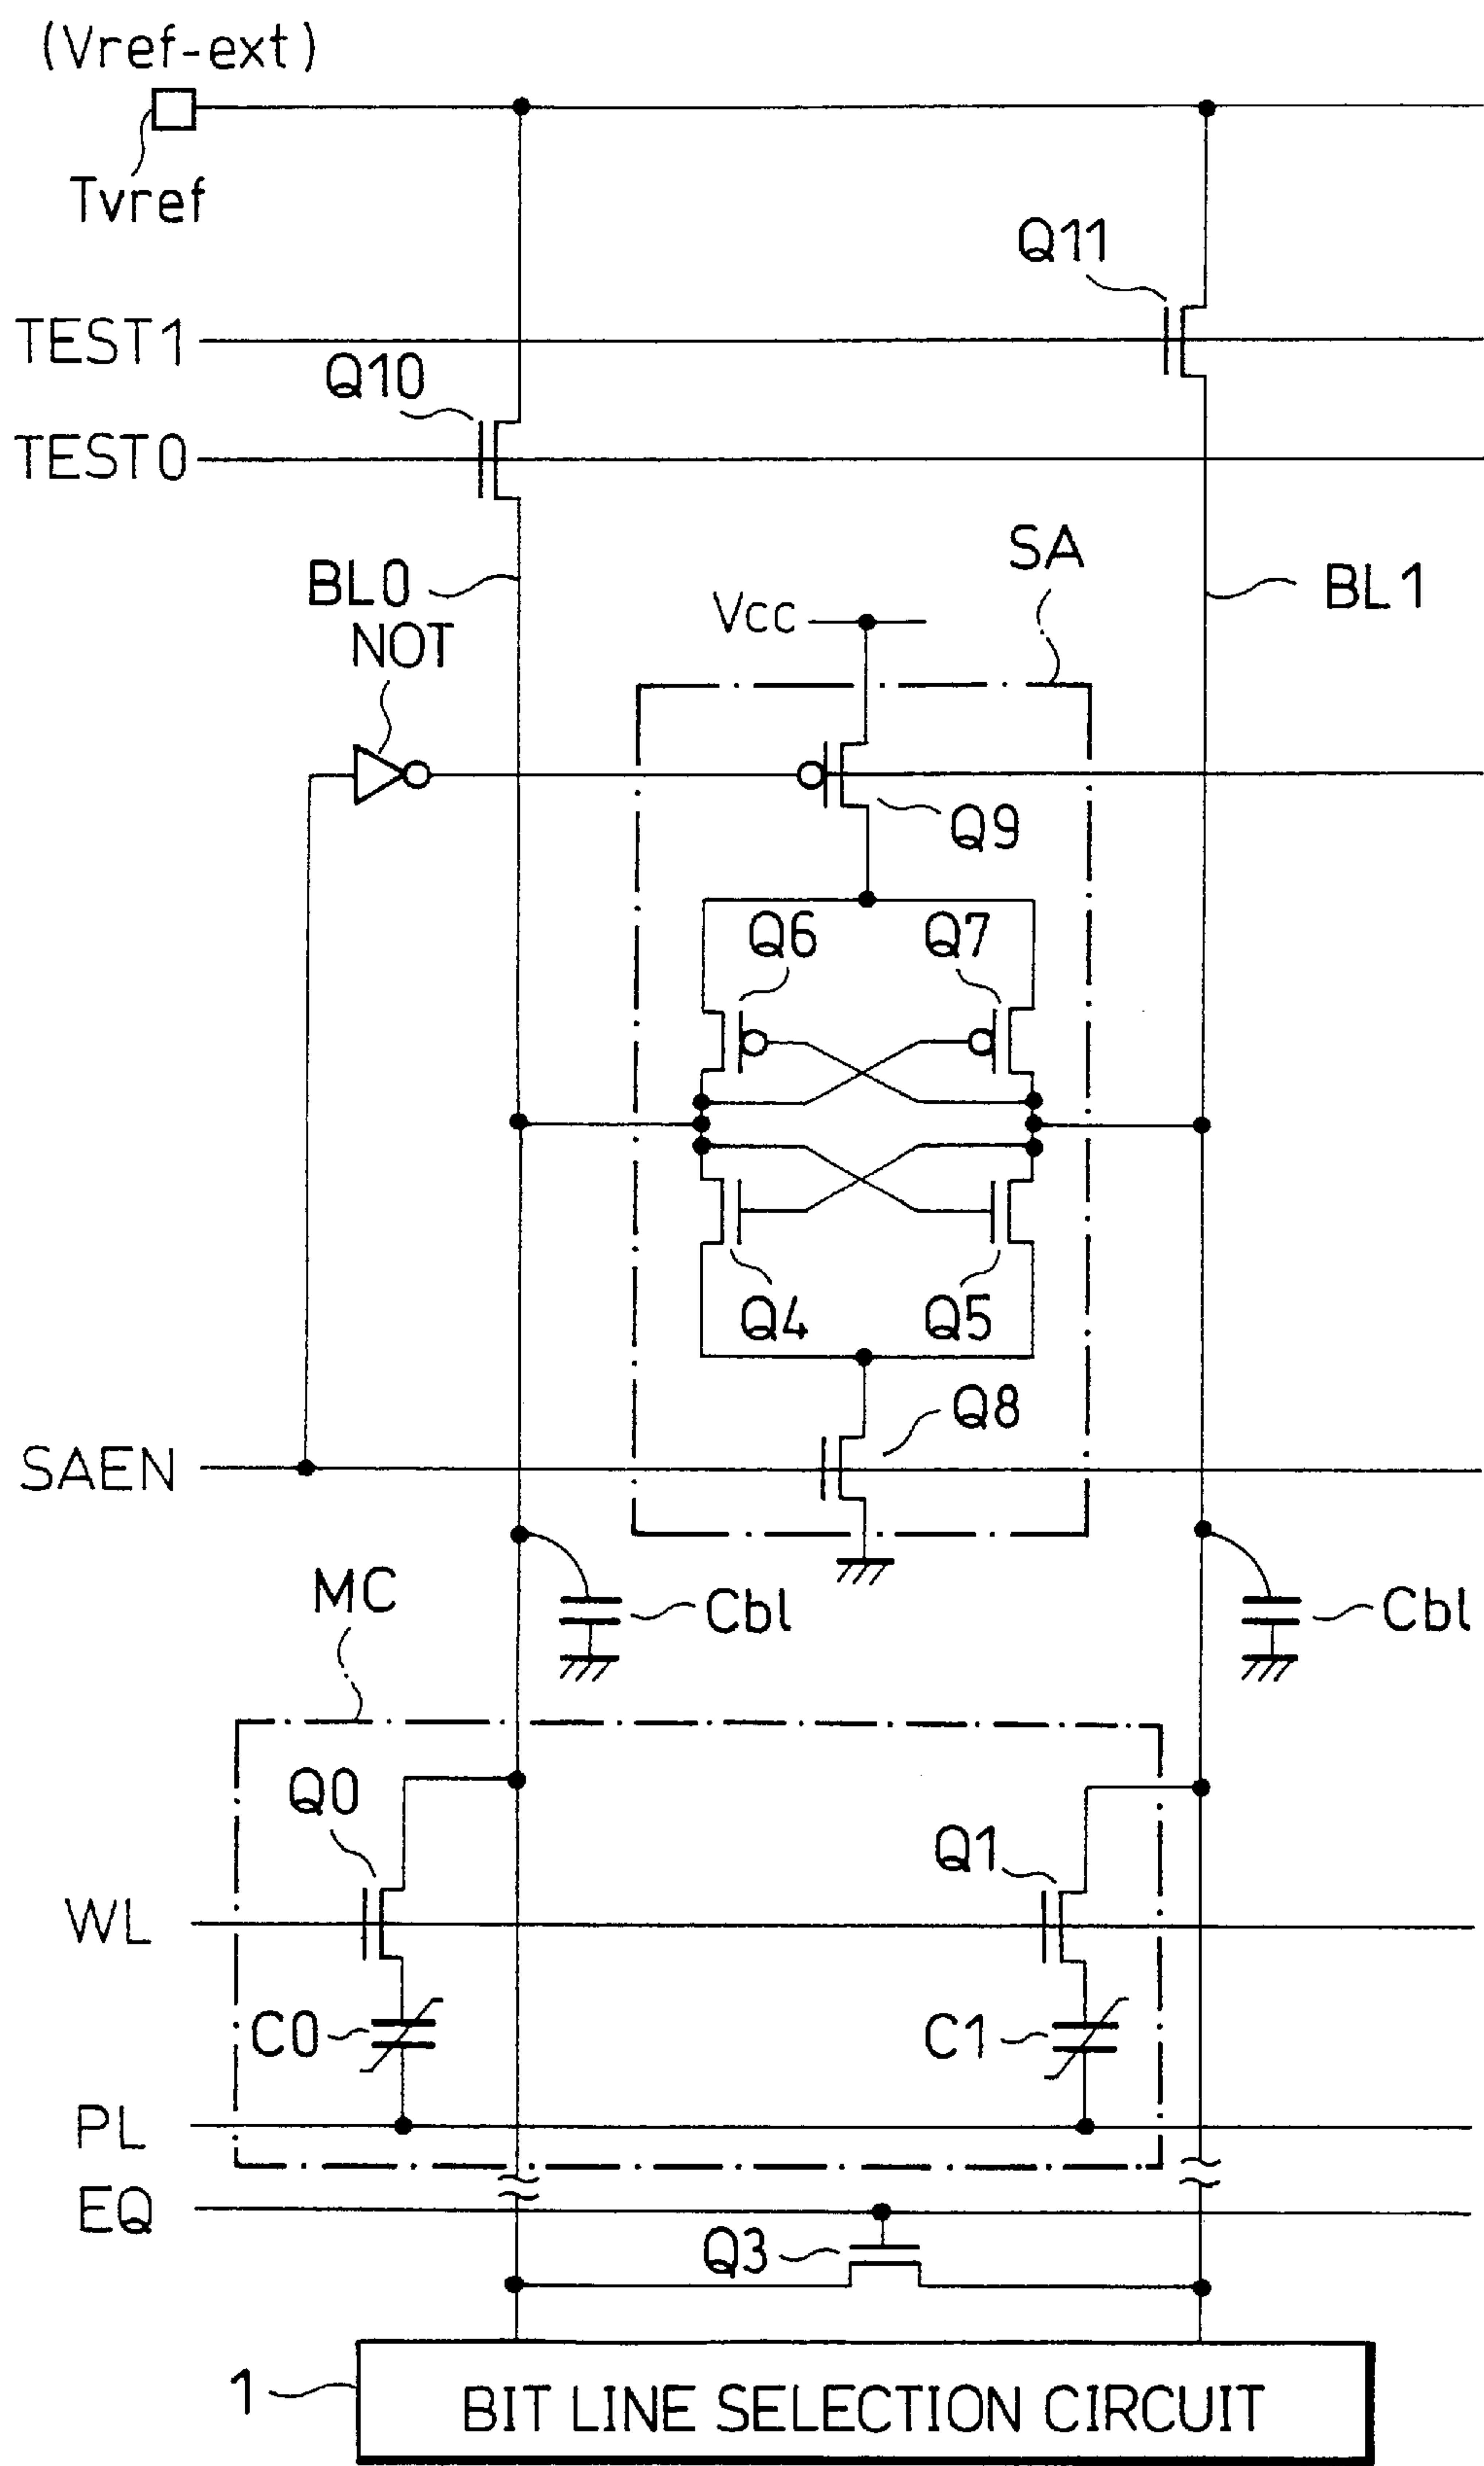 (Vref-ext)
Tvref
Q11
TEST1
Q10
TEST0
SA
BL0
Vcc
BL1
NOT
Q9
Q6
Q7
Q4
Q5
Q8
SAEN
MC
Cbl
Cbl
Q0
Q1
WL
C0
C1
PL
EQ
Q3
1
BIT LINE SELECTION CIRCUIT